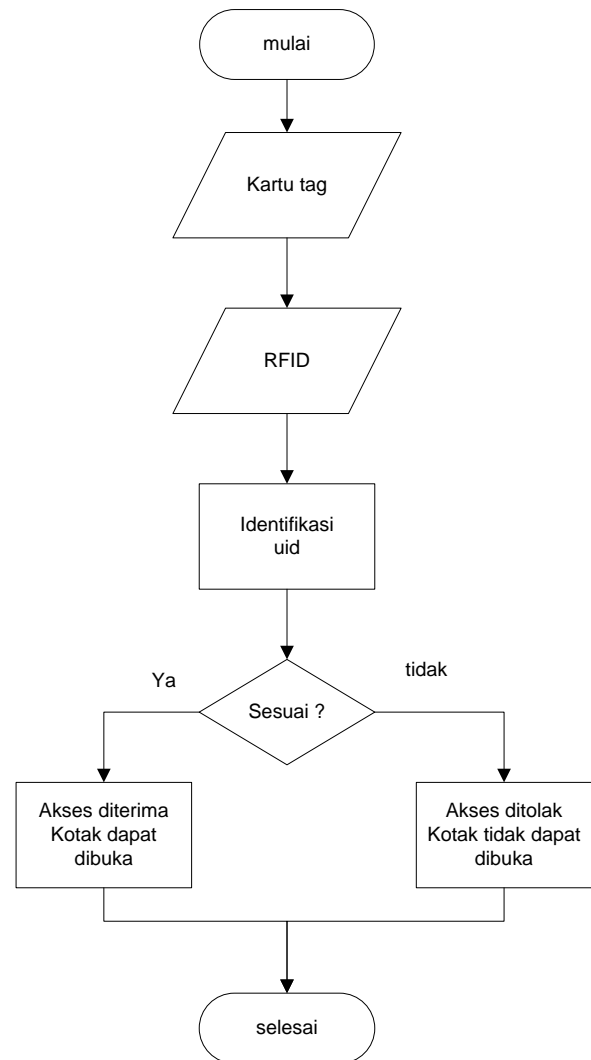 mulai
Kartu tag
RFID
Identifikasi
uid
Ya
tidak
Sesuai ?
Akses diterima
Kotak dapat
dibuka
Akses ditolak
Kotak tidak dapat
dibuka
selesai